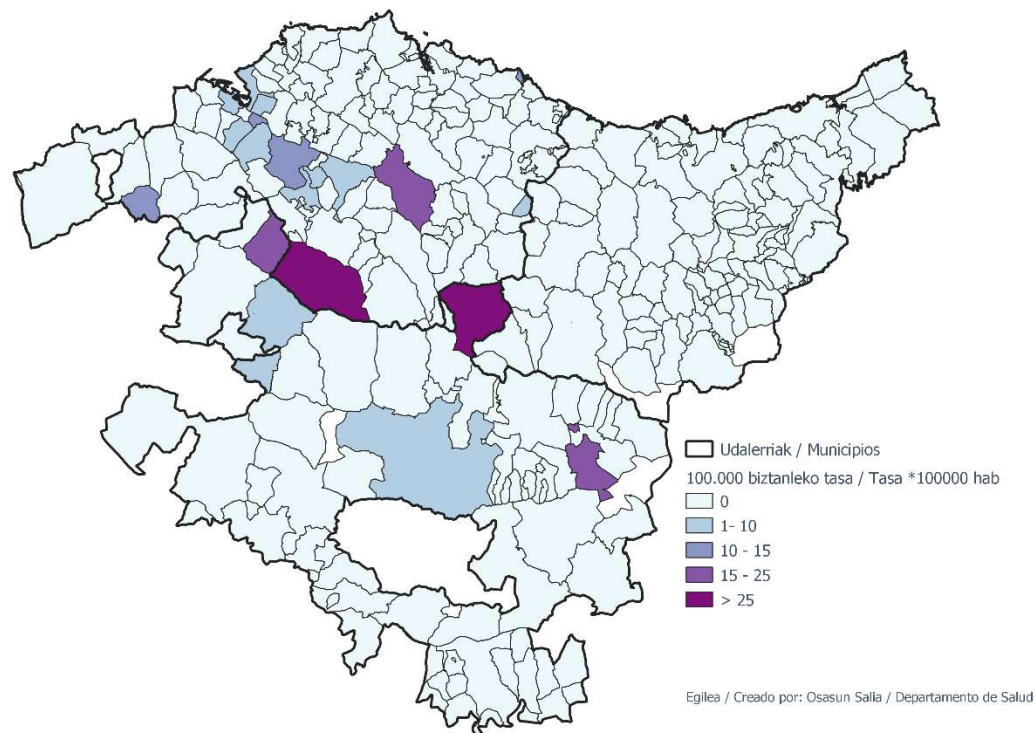 Udalerriak / Municipios
100.000 biztanleko tasa / Tasa *100000 hab
0
1- 10
10 - 15
15 - 25
> 25
Egilea / Creado por: Osasun Salia / Departamento de Salud